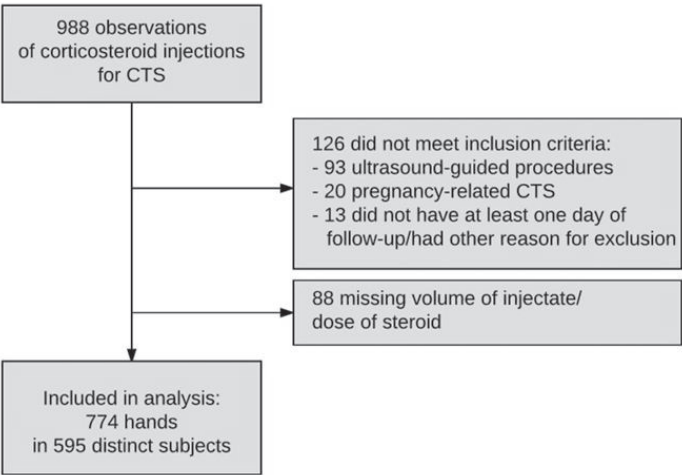 988 observations
of corticosteroid injections
for CTS
126 did not meet inclusion criteria:
- 93 ultrasound-guided procedures
- 20 pregnancy-related CTS
- 13 did not have at least one day of
follow-up/had other reason for exclusion
88 missing volume of injectate/
dose of steroid
Included in analysis:
774 hands
in 595 distinct subjects